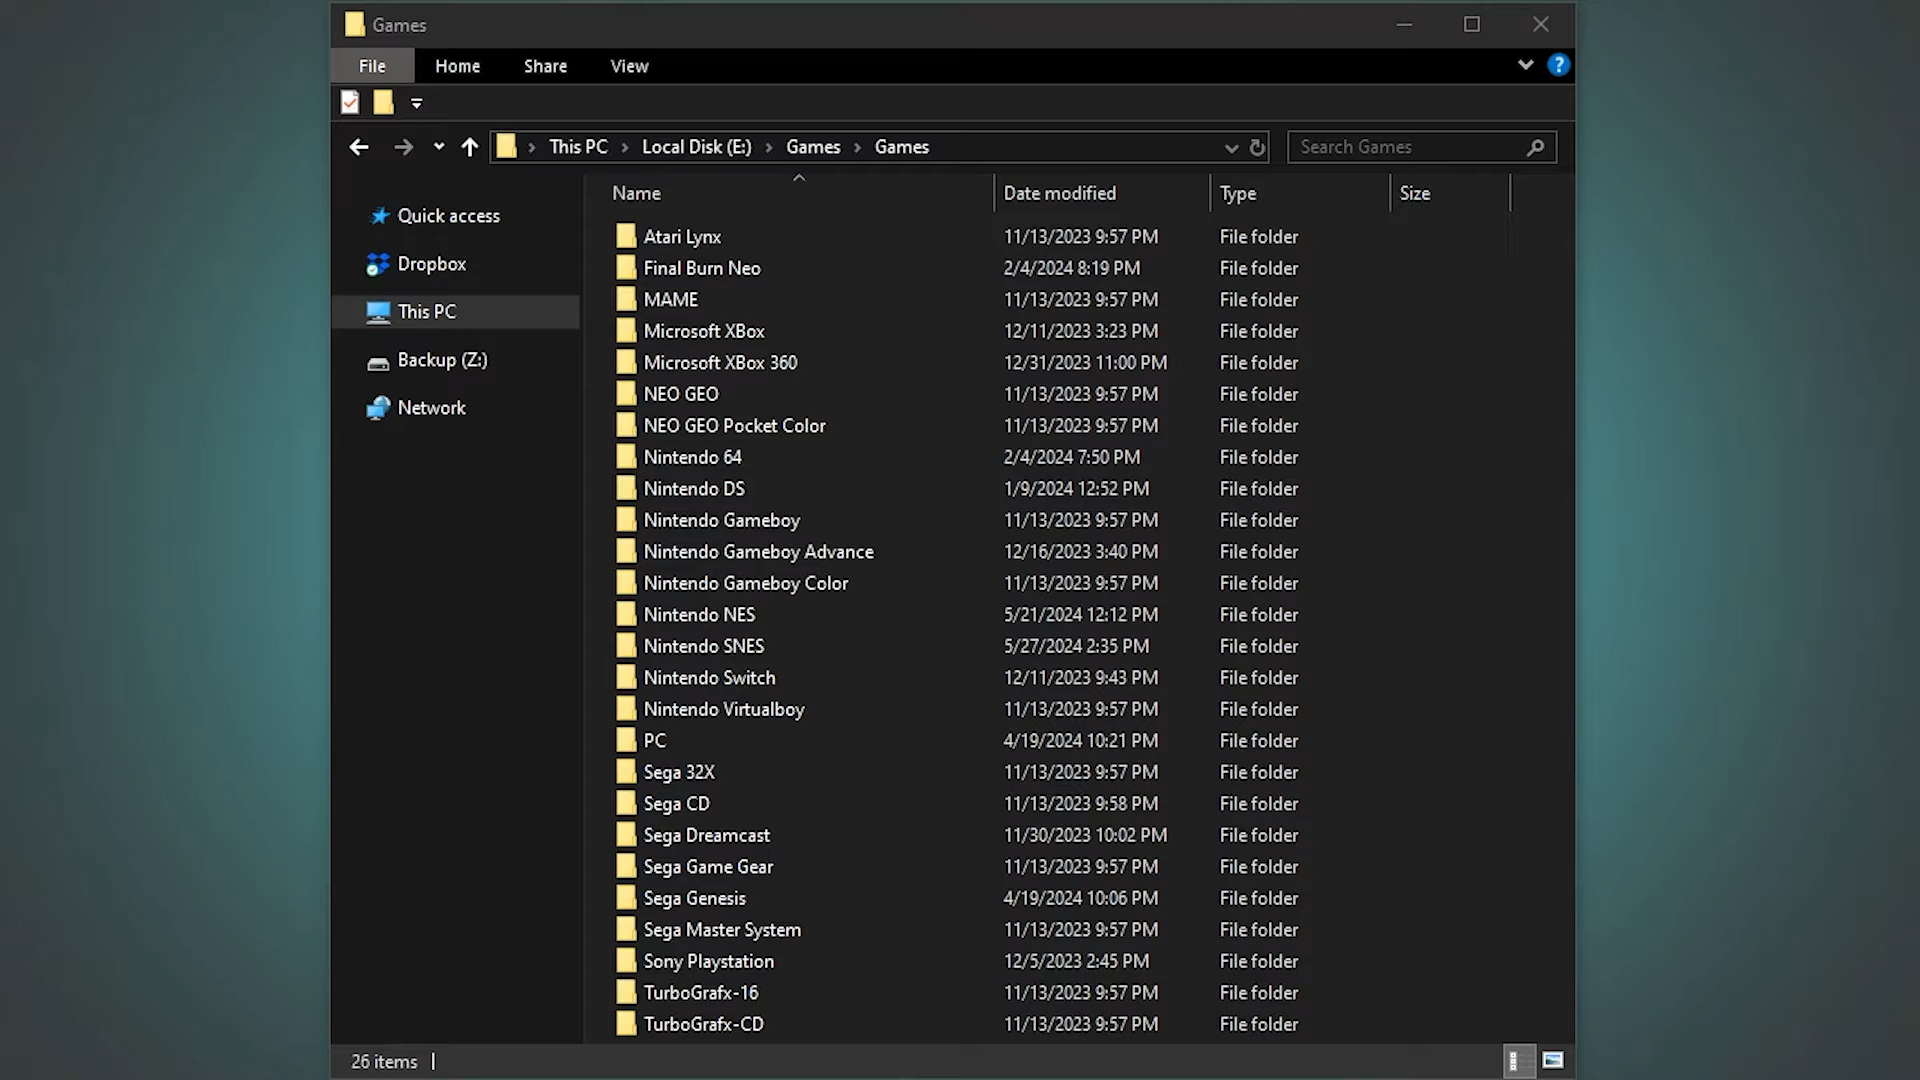 Games
File Home Share View ?
This PC Local Disk (E:) Games Games Search Games
Name Date modified Type Size
Quick access
Dropbox
This PC
Backup (Z:)
Network
Atari Lynx 11/13/2023 9:57 PM File folder
Final Burn Neo 2/4/2024 8:19 PM File folder
MAME 11/13/2023 9:57 PM File folder
Microsoft XBox 12/11/2023 3:23 PM File folder
Microsoft XBox 360 12/31/2023 11:00 PM File folder
NEO GEO 11/13/2023 9:57 PM File folder
NEO GEO Pocket Color 11/13/2023 9:57 PM File folder
Nintendo 64 2/4/2024 7:50 PM File folder
Nintendo DS 1/9/2024 12:52 PM File folder
Nintendo Gameboy 11/13/2023 9:57 PM File folder
Nintendo Gameboy Advance 12/16/2023 3:40 PM File folder
Nintendo Gameboy Color 11/13/2023 9:57 PM File folder
Nintendo NES 5/21/2024 12:12 PM File folder
Nintendo SNES 5/27/2024 2:35 PM File folder
Nintendo Switch 12/11/2023 9:43 PM File folder
Nintendo Virtualboy 11/13/2023 9:57 PM File folder
PC 4/19/2024 10:21 PM File folder
Sega 32X 11/13/2023 9:57 PM File folder
Sega CD 11/13/2023 9:58 PM File folder
Sega Dreamcast 11/30/2023 10:02 PM File folder
Sega Game Gear 11/13/2023 9:57 PM File folder
Sega Genesis 4/19/2024 10:06 PM File folder
Sega Master System 11/13/2023 9:57 PM File folder
Sony Playstation 12/5/2023 2:45 PM File folder
TurboGrafx-16 11/13/2023 9:57 PM File folder
TurboGrafx-CD 11/13/2023 9:57 PM File folder
26 items